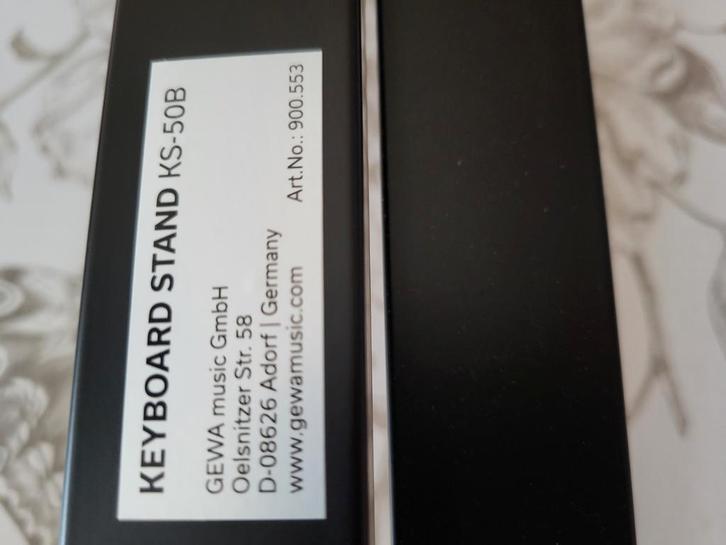 KEYBOARD STAND KS-50B
GEWA music GmbH
Oelsnitzer Str. 58
D-08626 Adorf | Germany
www.gewamusic.com Art.No.: 900.553